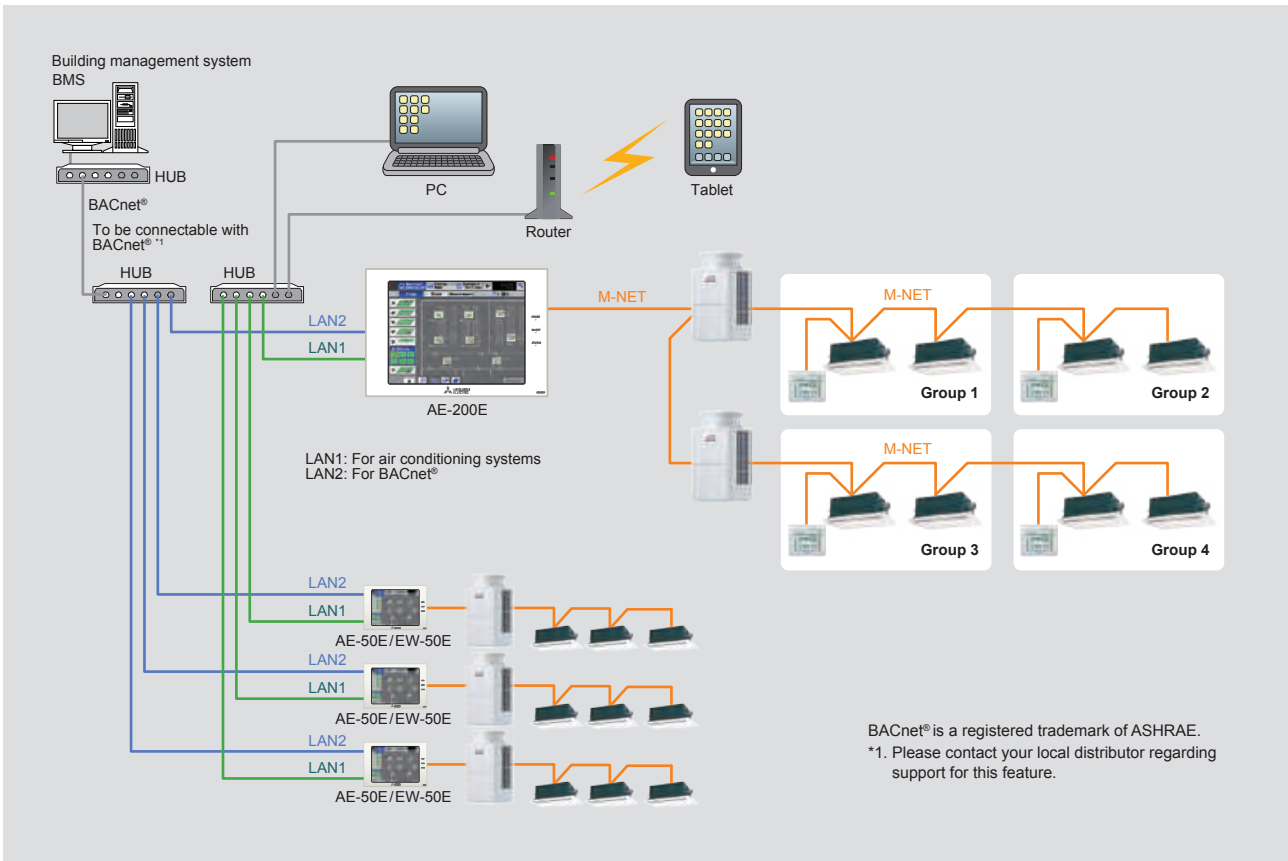 Building management system
BMS
HUB
BACnet®
To be connectable with
BACnet® *1
HUB
HUB
PC
Router
Tablet
LAN2
LAN1
MITSUBISHI
ELECTRIC
AE-200E
M-NET
M-NET
Group 1
Group 2
M-NET
Group 3
Group 4
LAN1: For air conditioning systems
LAN2: For BACnet®
LAN2
LAN1
AE-50E/EW-50E
LAN2
LAN1
AE-50E/EW-50E
LAN2
LAN1
AE-50E/EW-50E
BACnet® is a registered trademark of ASHRAE.
*1. Please contact your local distributor regarding
support for this feature.